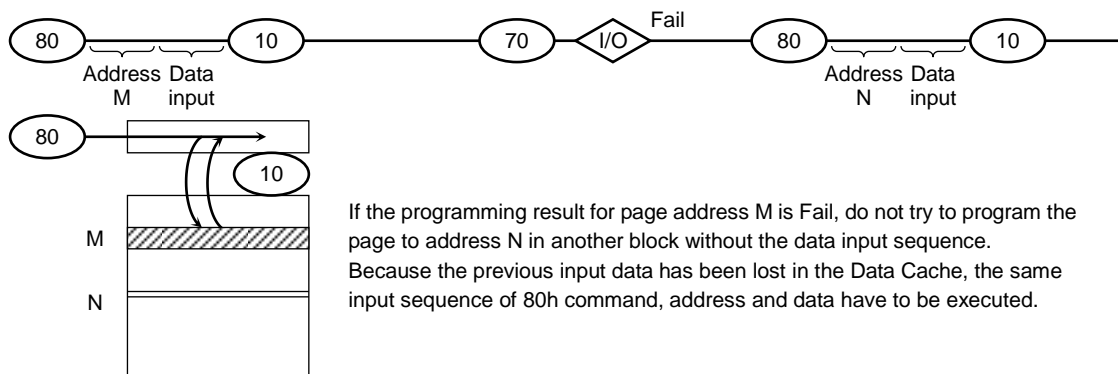 Fail
80 10 70 I/O 80 10
Address Data Address Data
M input N input
80
10
If the programming result for page address M is Fail, do not try to program the
M page to address N in another block without the data input sequence.
Because the previous input data has been lost in the Data Cache, the same
N input sequence of 80h command, address and data have to be executed.